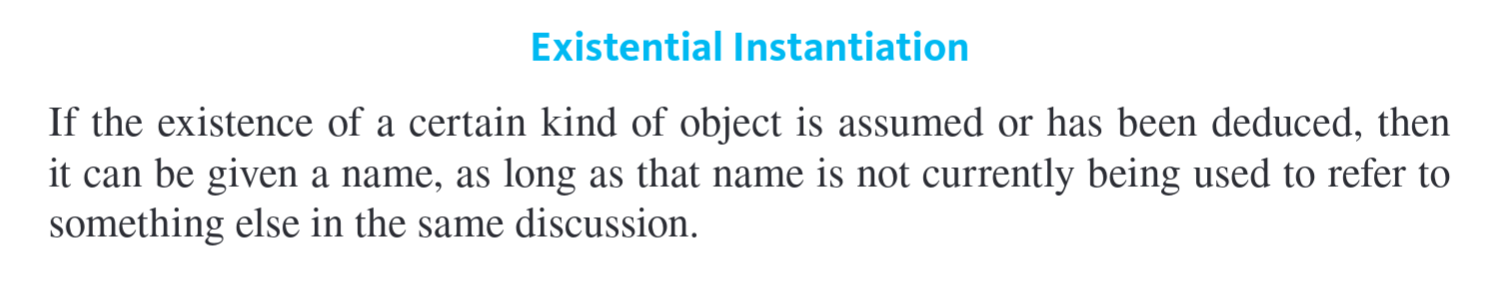 Existential Instantiation
If the existence of a certain kind of object is assumed or has been deduced, then
it can be given a name, as long as that name is not currently being used to refer to
something else in the same discussion.